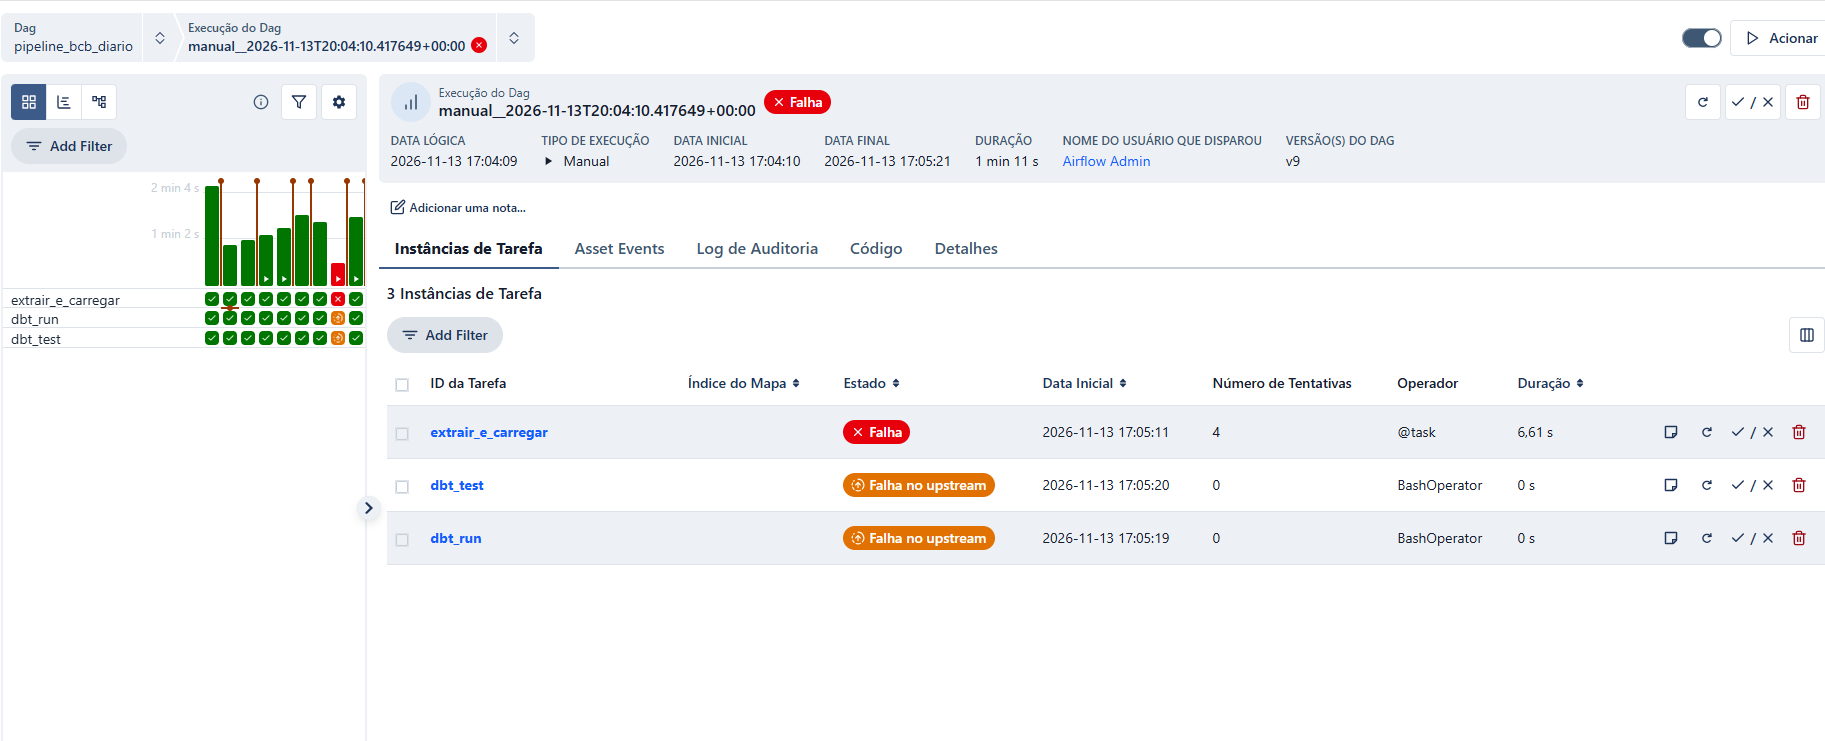 Dag
pipeline_bcb_diario
Execução do Dag
manual__2026-11-13T20:04:10.417649+00:00
Acionar
Add Filter
2 min 4 s
1 min 2 s
extrair_e_carregar
dbt_run
dbt_test
Execução do Dag
manual__2026-11-13T20:04:10.417649+00:00 Falha
DATA LÓGICA TIPO DE EXECUÇÃO DATA INICIAL DATA FINAL DURAÇÃO NOME DO USUÁRIO QUE DISPAROU VERSÃO(S) DO DAG
2026-11-13 17:04:09 Manual 2026-11-13 17:04:10 2026-11-13 17:05:21 1 min 11 s Airflow Admin v9
Adicionar uma nota...
Instâncias de Tarefa Asset Events Log de Auditoria Código Detalhes
3 Instâncias de Tarefa
Add Filter
ID da Tarefa Índice do Mapa Estado Data Inicial Número de Tentativas Operador Duração
extrair_e_carregar Falha 2026-11-13 17:05:11 4 @task 6,61 s /
dbt_test Falha no upstream 2026-11-13 17:05:20 0 BashOperator 0 s /
dbt_run Falha no upstream 2026-11-13 17:05:19 0 BashOperator 0 s /